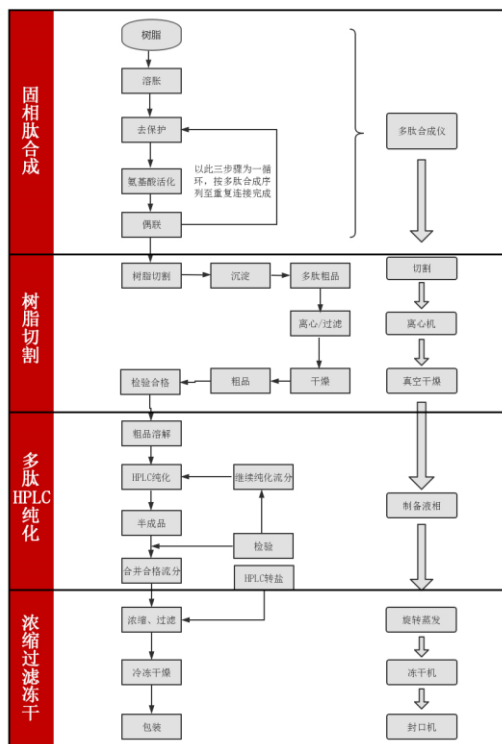 固相肽合成
树脂
溶胀
去保护
氨基酸活化
偶联
以此三步骤为一循
环，按多肽合成序
列至重复连接完成
多肽合成仪
树脂切割
树脂切割
沉淀
多肽粗品
离心/过滤
干燥
粗品
检验合格
切割
离心机
真空干燥
多肽
HPLC
纯化
粗品溶解
HPLC纯化
继续纯化流分
半成品
检验
合并合格流分
HPLC转盐
制备液相
浓缩过滤冻干
浓缩、过滤
冷冻干燥
包装
旋转蒸发
冻干机
封口机